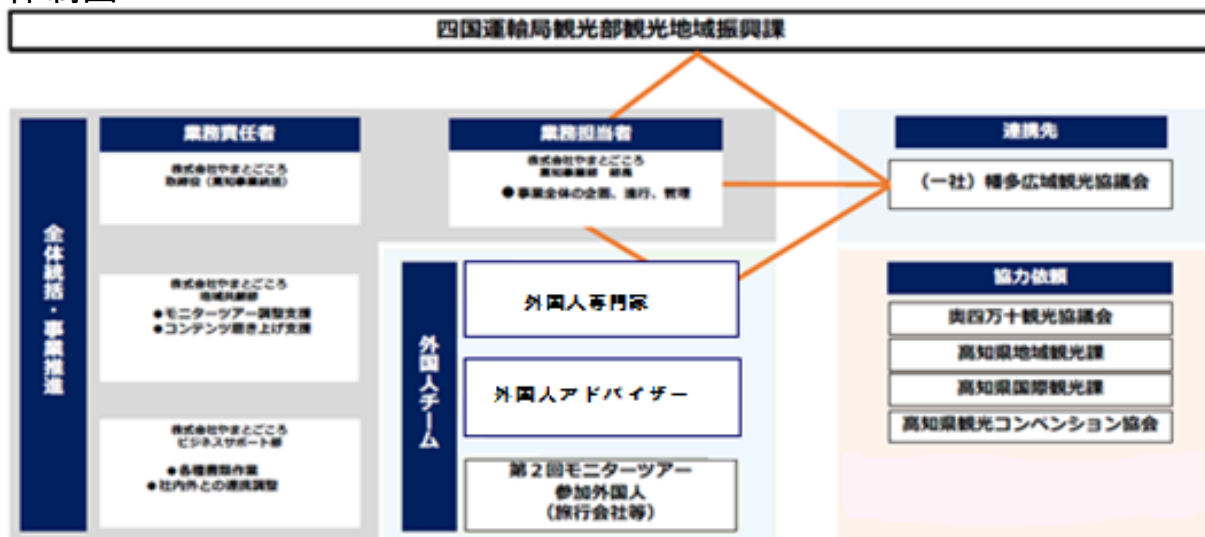 四国運輸局観光部観光地域振興課
全体統括・事業推進
業務責任者
株式会社やまとごころ
取締役（高知事業統括）
株式会社やまとごころ
地域共創部
●モニターツアー調整支援
●コンテンツ磨き上げ支援
株式会社やまとごころ
ビジネスサポート部
●各種書類作業
●社内外との連携調整
業務担当者
株式会社やまとごころ
高知事業部 部長
●事業全体の企画、進行、管理
外国人チーム
外国人専門家
外国人アドバイザー
第２回モニターツアー
参加外国人
（旅行会社等）
連携先
（一社）幡多広域観光協議会
協力依頼
奥四万十観光協議会
高知県地域観光課
高知県国際観光課
高知県観光コンベンション協会